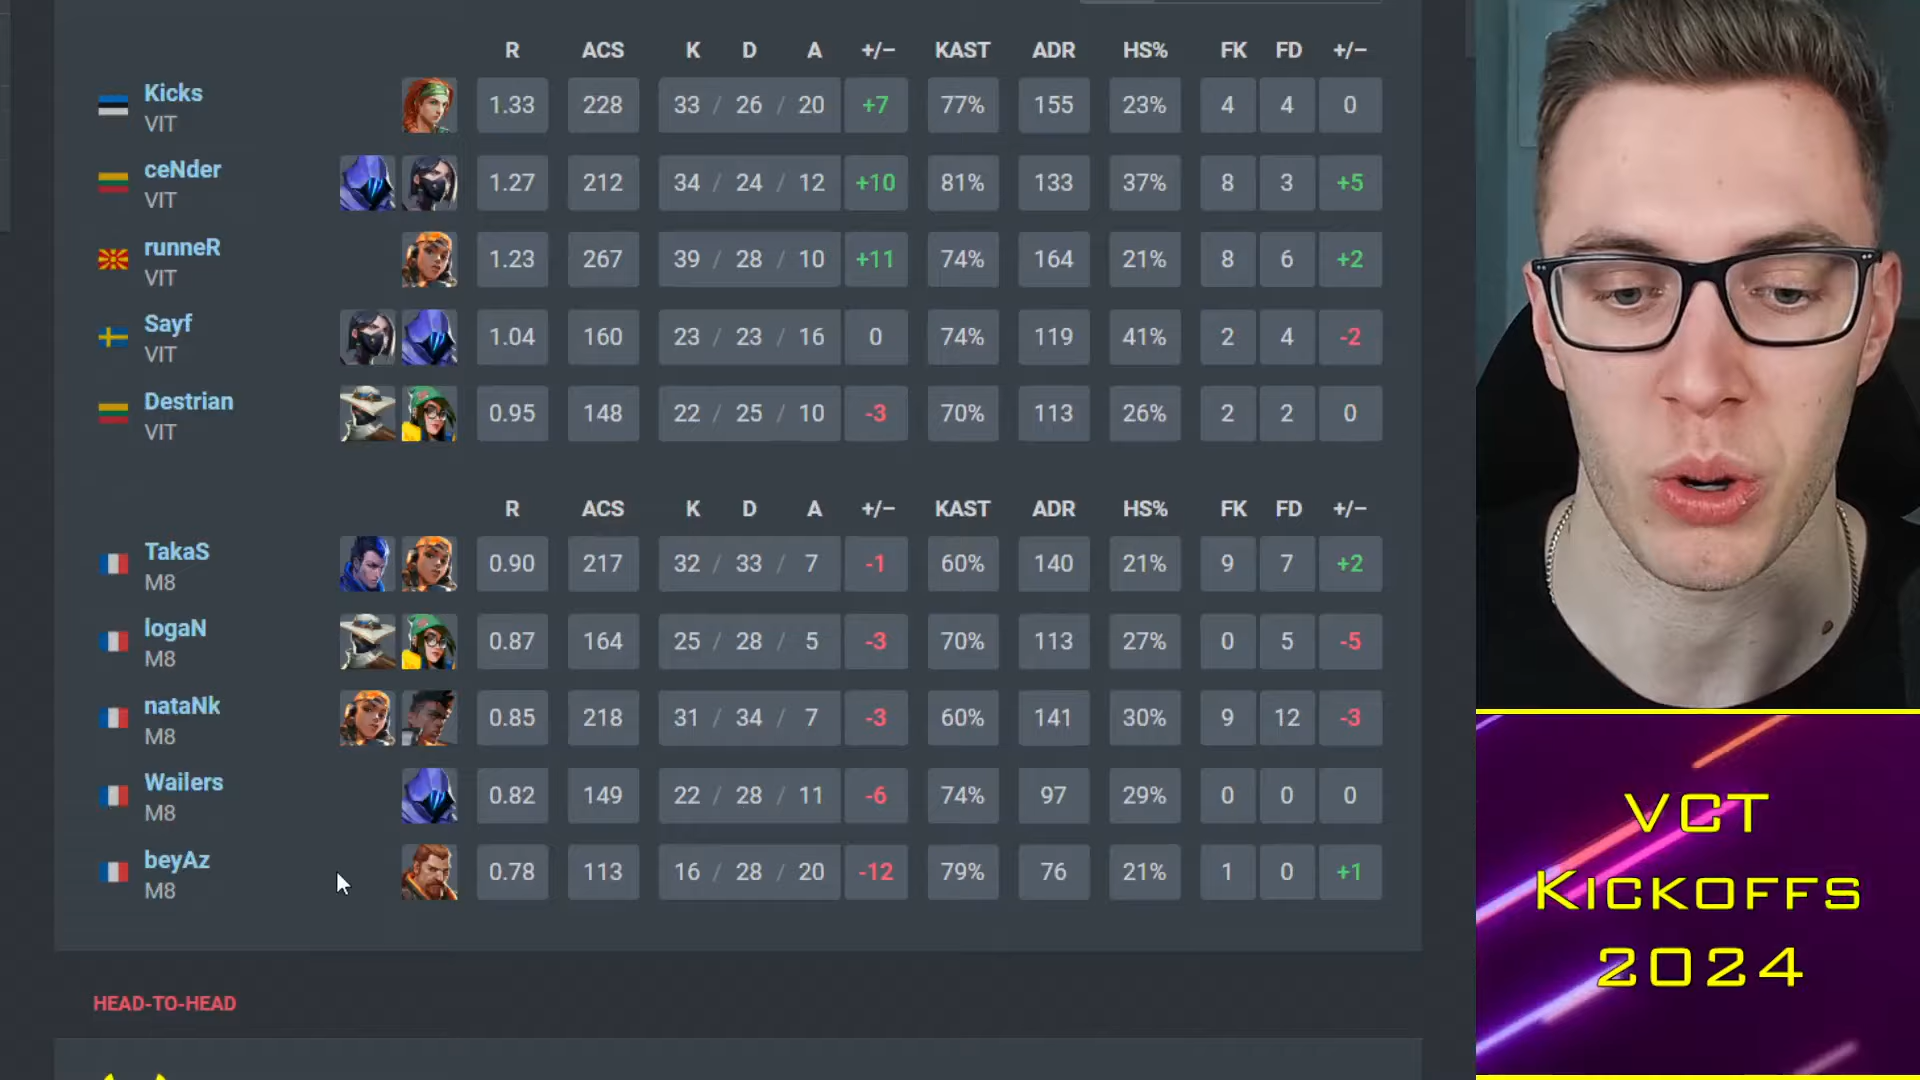 R ACS K D A +/− KAST ADR HS% FK FD +/−
Kicks
VIT
1.33 228 33 / 26 / 20 +7 77% 155 23% 4 4 0
ceNder
VIT
1.27 212 34 / 24 / 12 +10 81% 133 37% 8 3 +5
runneR
VIT
1.23 267 39 / 28 / 10 +11 74% 164 21% 8 6 +2
Sayf
VIT
1.04 160 23 / 23 / 16 0 74% 119 41% 2 4 -2
Destrian
VIT
0.95 148 22 / 25 / 10 -3 70% 113 26% 2 2 0
R ACS K D A +/− KAST ADR HS% FK FD +/−
TakaS
M8
0.90 217 32 / 33 / 7 -1 60% 140 21% 9 7 +2
logaN
M8
0.87 164 25 / 28 / 5 -3 70% 113 27% 0 5 -5
nataNk
M8
0.85 218 31 / 34 / 7 -3 60% 141 30% 9 12 -3
Wailers
M8
0.82 149 22 / 28 / 11 -6 74% 97 29% 0 0 0
beyAz
M8
0.78 113 16 / 28 / 20 -12 79% 76 21% 1 0 +1
HEAD-TO-HEAD
VCT
KICKOFFS
2024